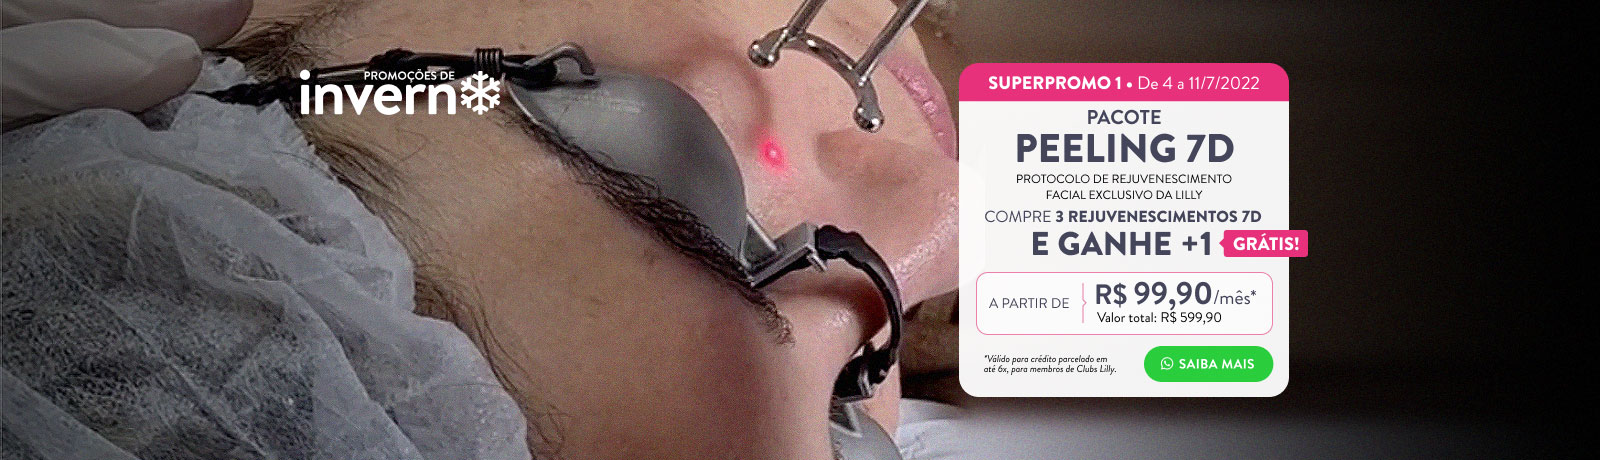 PROMOÇÕES DE
invern
SUPERPROMO 1 • De 4 a 11/7/2022
PACOTE
PEELING 7D
PROTOCOLO DE REJUVENESCIMENTO
FACIAL EXCLUSIVO DA LILLY
COMPRE 3 REJUVENESCIMENTOS 7D
E GANHE +1 GRÁTIS!
A PARTIR DE R$ 99,90/mês*
Valor total: R$ 599,90
*Válido para crédito parcelado em
até 6x, para membros de Clubs Lilly.
SAIBA MAIS